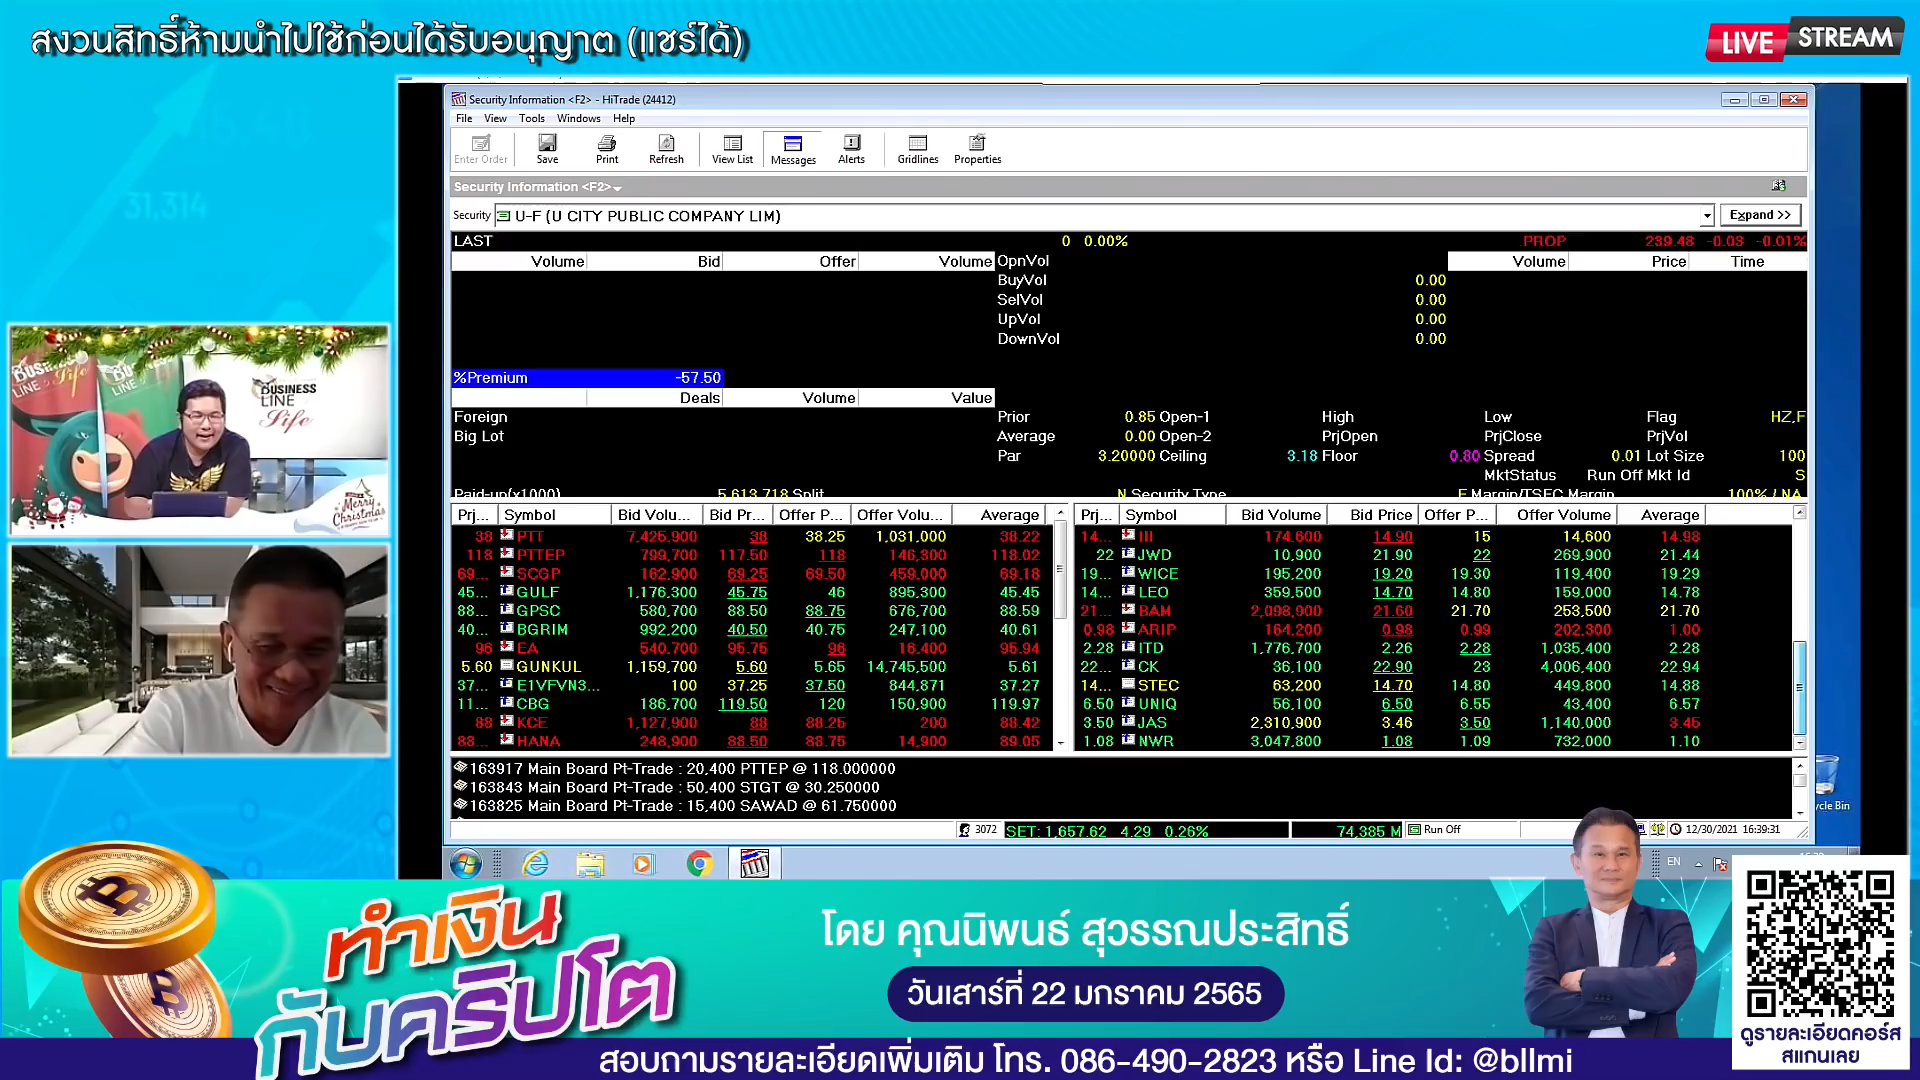 สงวนสิทธิ์ห้ามนำไปใช้ก่อนได้รับอนุญาต (แชร์ได้)
LIVE STREAM
Security Information <F2> - HiTrade (24412)
File View Tools Windows Help
Enter Order Save Print Refresh View List Messages Alerts Gridlines Properties
Security Information <F2>
Security U-F (U CITY PUBLIC COMPANY LIM) Expand >>
LAST 0 0.00% .PROP 239.48 -0.03 -0.01%
Volume Bid Offer Volume OpnVol Volume Price Time
BuyVol 0.00
SelVol 0.00
UpVol 0.00
DownVol 0.00
%Premium -57.50
Deals Volume Value
Foreign Prior 0.85 Open-1 High Low Flag HZ,F
Big Lot Average 0.00 Open-2 PrjOpen PrjClose PrjVol
Par 3.20000 Ceiling 3.18 Floor 0.80 Spread 0.01 Lot Size 100
MktStatus Run Off Mkt Id S
Paid-up(x1000) 5,613,718 Split N Security Type F Margin/TSFC Margin 100% / NA
Prj... Symbol Bid Volu... Bid Pr... Offer P... Offer Volu... Average
38 PTT 7,425,900 38 38.25 1,031,000 38.22
118 PTTEP 799,700 117.50 118 146,800 118.02
69... SCGP 162,900 69.25 69.50 459,000 69.18
45... GULF 1,176,300 45.75 46 895,300 45.45
88... GPSC 580,700 88.50 88.75 676,700 88.59
40... BGRIM 992,200 40.50 40.75 247,100 40.61
96 EA 540,700 95.75 96 16,400 95.94
5.60 GUNKUL 1,159,700 5.60 5.65 14,745,500 5.61
37... E1VFVN3... 100 37.25 37.50 844,871 37.27
11... CBG 186,700 119.50 120 150,900 119.97
88 KCE 1,127,900 88 88.25 200 88.42
88... HANA 248,900 88.50 88.75 14,900 89.05
Prj... Symbol Bid Volume Bid Price Offer P... Offer Volume Average
14... III 174,600 14.90 15 14,600 14.98
22 JWD 10,900 21.90 22 269,900 21.44
19... WICE 195,200 19.20 19.30 119,400 19.29
14... LEO 359,500 14.70 14.80 159,000 14.78
21... BAM 2,098,900 21.60 21.70 253,500 21.70
0.98 ARIP 164,200 0.98 0.99 202,300 1.00
2.28 ITD 1,776,700 2.26 2.28 1,035,400 2.28
22... CK 36,100 22.90 23 4,006,400 22.94
14... STEC 63,200 14.70 14.80 449,800 14.88
6.50 UNIQ 56,100 6.50 6.55 43,400 6.57
3.50 JAS 2,310,900 3.46 3.50 1,140,000 3.45
1.08 NWR 3,047,800 1.08 1.09 732,000 1.10
163917 Main Board Pt-Trade : 20,400 PTTEP @ 118.000000
163843 Main Board Pt-Trade : 50,400 STGT @ 30.250000
163825 Main Board Pt-Trade : 15,400 SAWAD @ 61.750000
3072 SET: 1,657.62 4.29 0.26% 74,385 M Run Off 12/30/2021 16:39:31
EN
31,314
BUSINESS LINE Life
Merry Christmas
ทำเงินกับคริปโต
โดย คุณนิพนธ์ สุวรรณประสิทธิ์
วันเสาร์ที่ 22 มกราคม 2565
ดูรายละเอียดคอร์ส
สแกนเลย
สอบถามรายละเอียดเพิ่มเติม โทร. 086-490-2823 หรือ Line Id: @bllmi